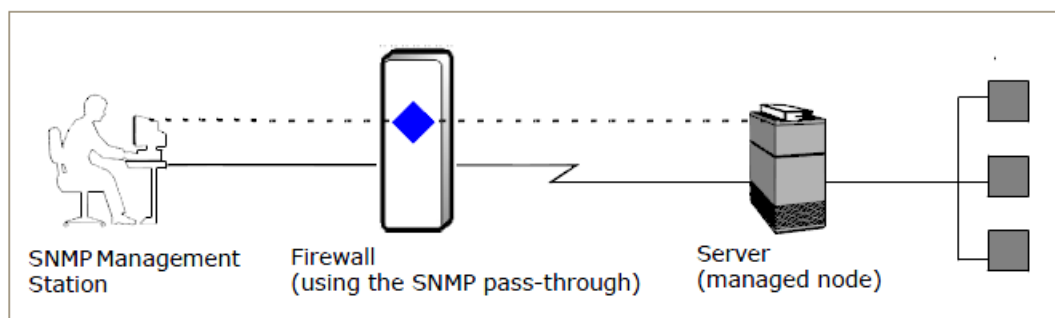 SNMP Management
Station
Firewall
(using the SNMP pass-through)
Server
(managed node)